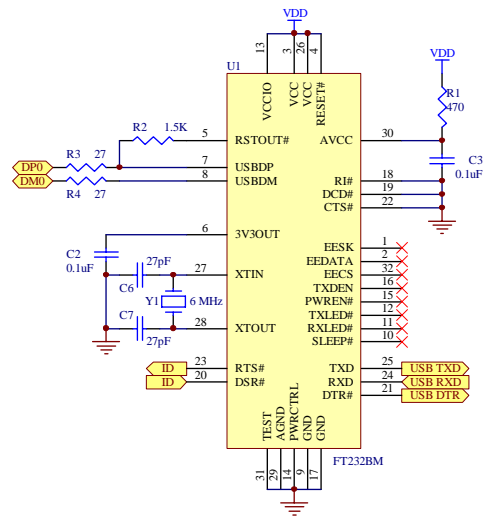 VDD
13
3
26
4
U1
VCCIO
VCC
VCC
RESET#
VDD
R1
470
R2 1.5K
5 RSTOUT#
AVCC 30
R3 27
DP0
7 USBDP
DM0
8 USBDM
R4 27
C3
0.1uF
RI# 18
DCD# 19
CTS# 22
6 3V3OUT
C2
0.1uF
27pF
C6
27 XTIN
Y1 6 MHz
C7
27pF
28 XTOUT
EESK 1
EEDATA 2
EECS 32
TXDEN 16
PWREN# 15
TXLED# 12
RXLED# 11
SLEEP# 10
ID 23 RTS#
ID 20 DSR#
TXD 25 USB TXD
RXD 24 USB RXD
DTR# 21 USB DTR
TEST
AGND
PWRCTRL
GND
GND
31
29
14
9
17
FT232BM